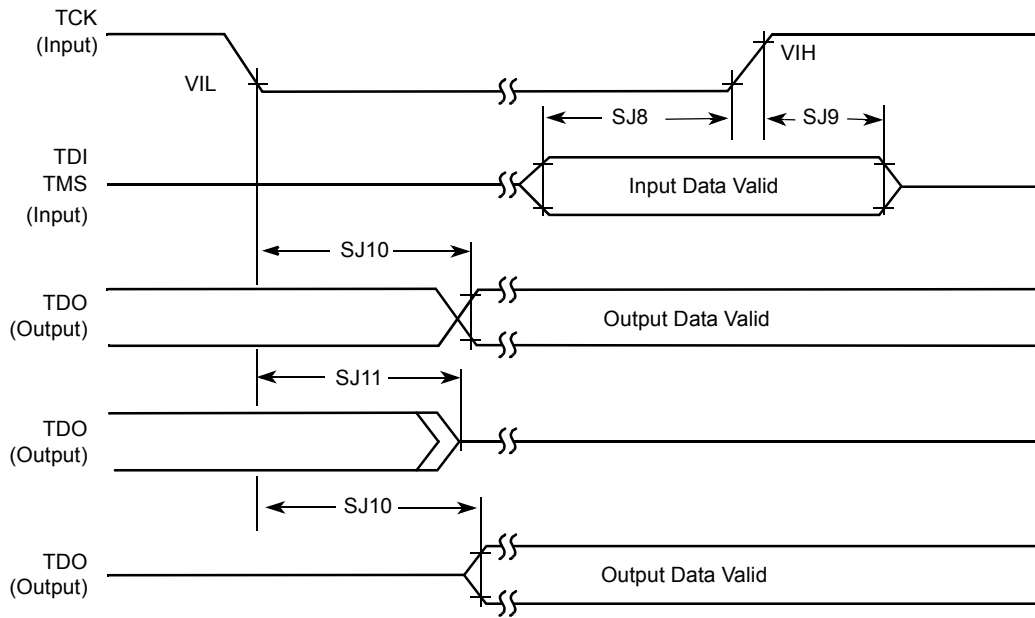 TCK
(Input)
VIL
VIH
SJ8
SJ9
TDI
TMS
(Input)
Input Data Valid
SJ10
TDO
(Output)
Output Data Valid
SJ11
TDO
(Output)
SJ10
TDO
(Output)
Output Data Valid